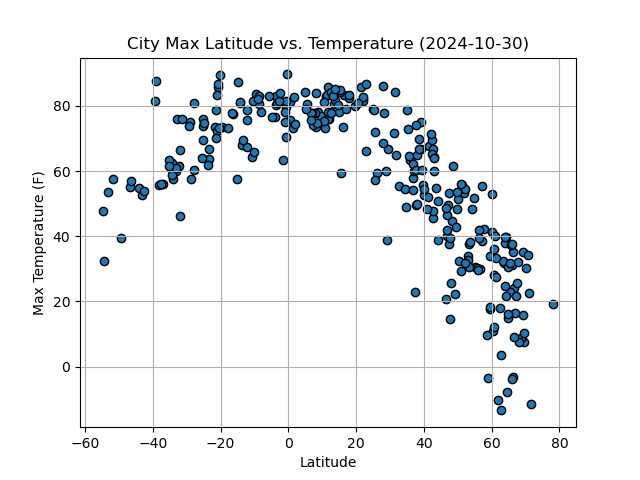 City Max Latitude vs. Temperature (2024-10-30)
80
60
40
20
0
Max Temperature (F)
−60 −40 −20 0 20 40 60 80
Latitude